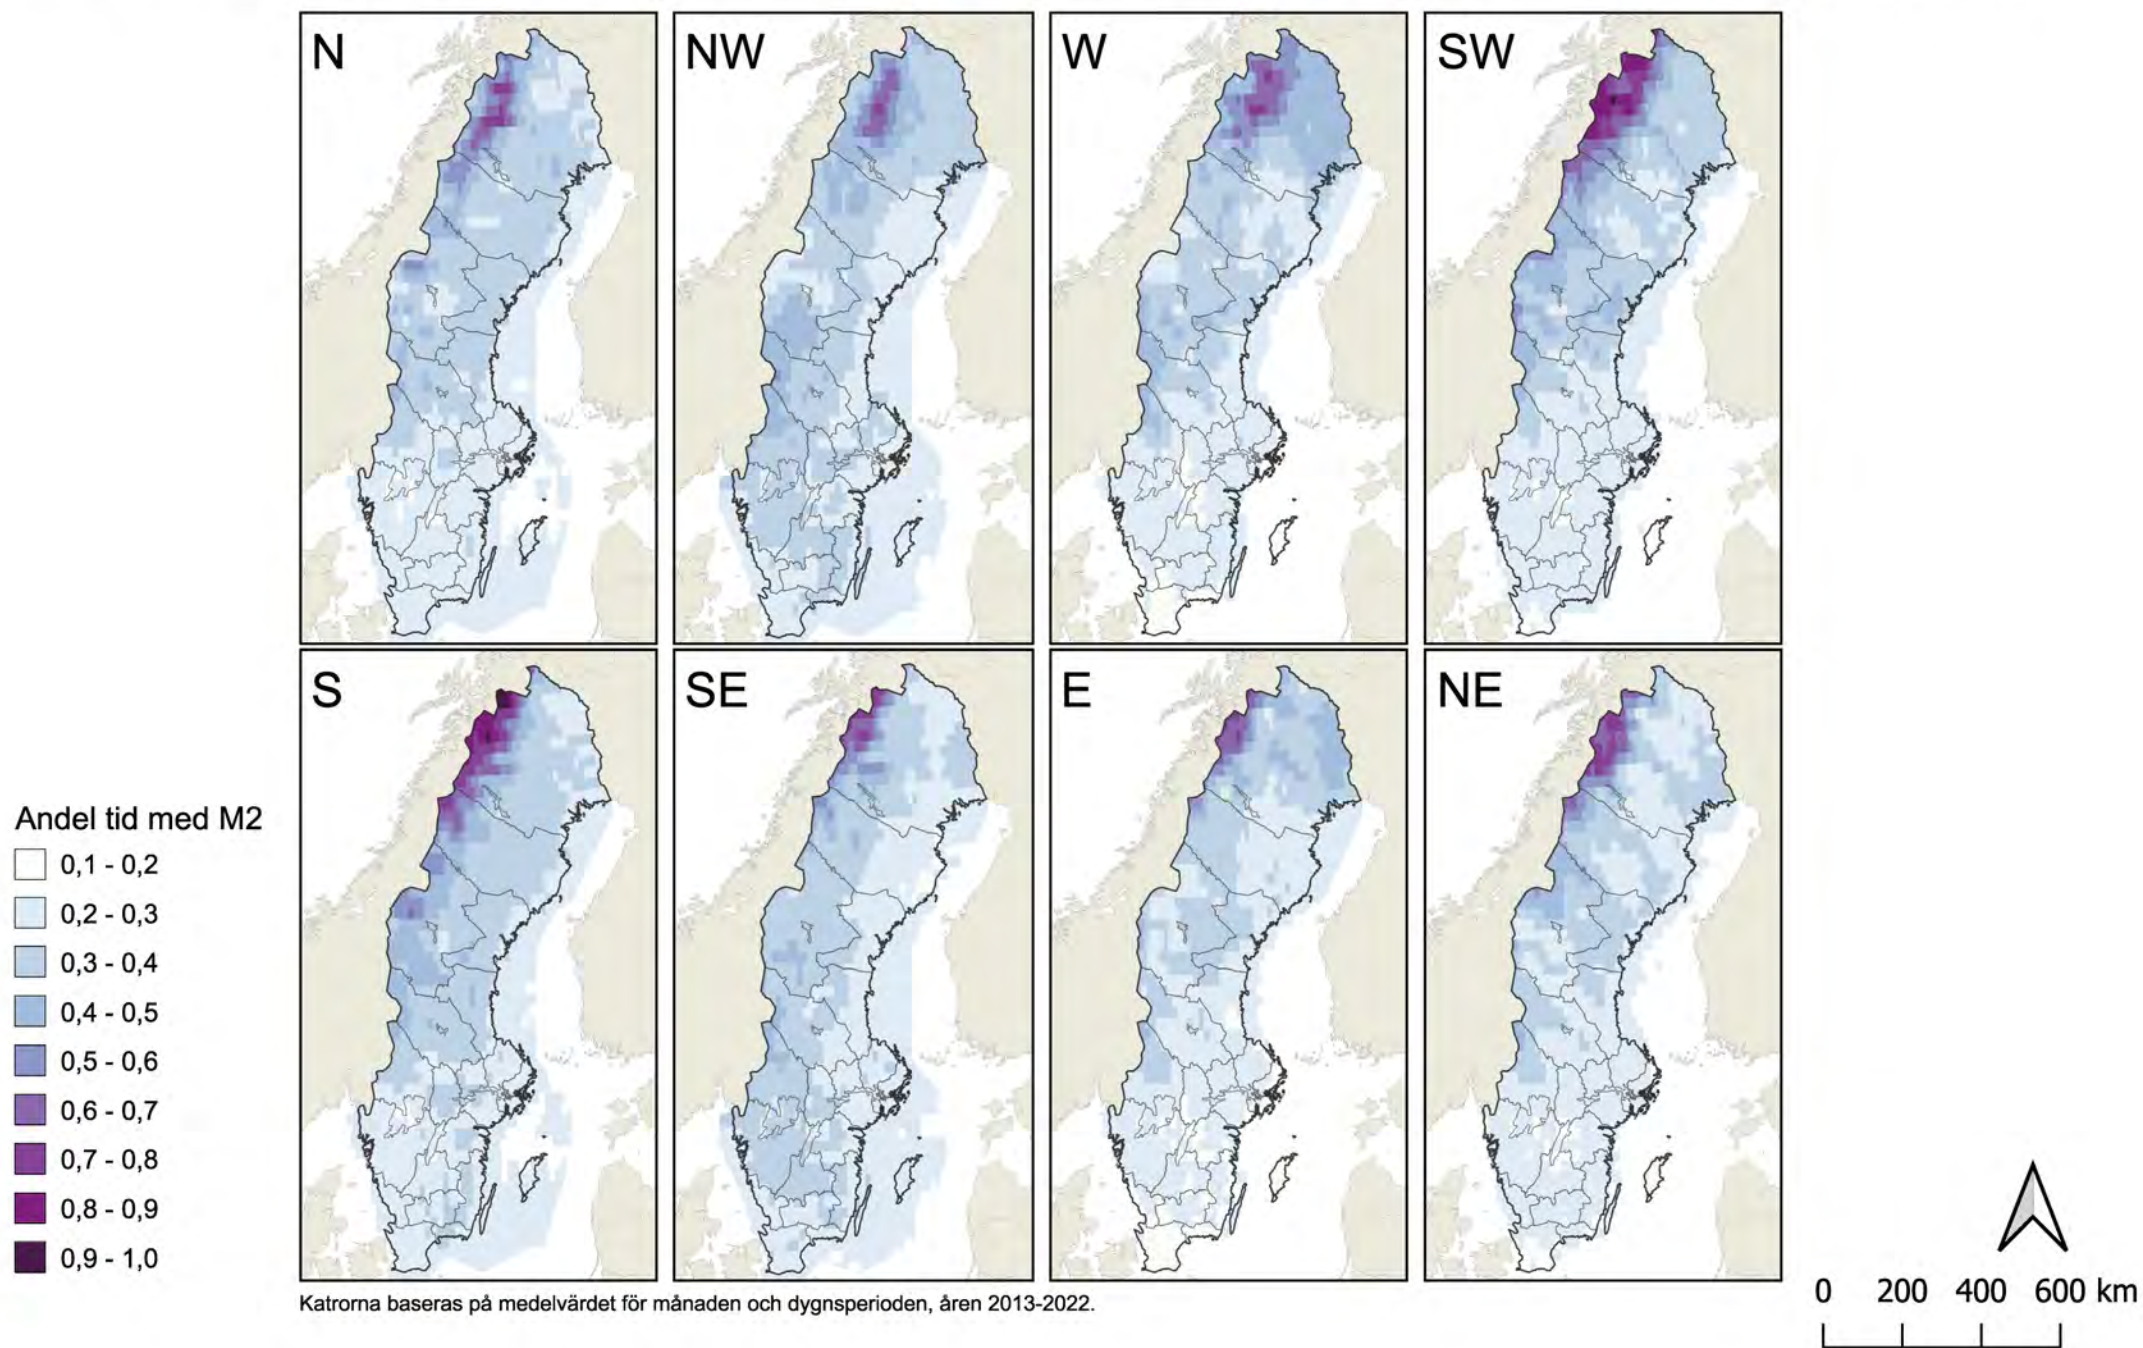 N
NW
W
SW
S
SE
E
NE
Andel tid med M2
0,1 - 0,2
0,2 - 0,3
0,3 - 0,4
0,4 - 0,5
0,5 - 0,6
0,6 - 0,7
0,7 - 0,8
0,8 - 0,9
0,9 - 1,0
Katrorna baseras på medelvärdet för månaden och dygnsperioden, åren 2013-2022.
0 200 400 600 km